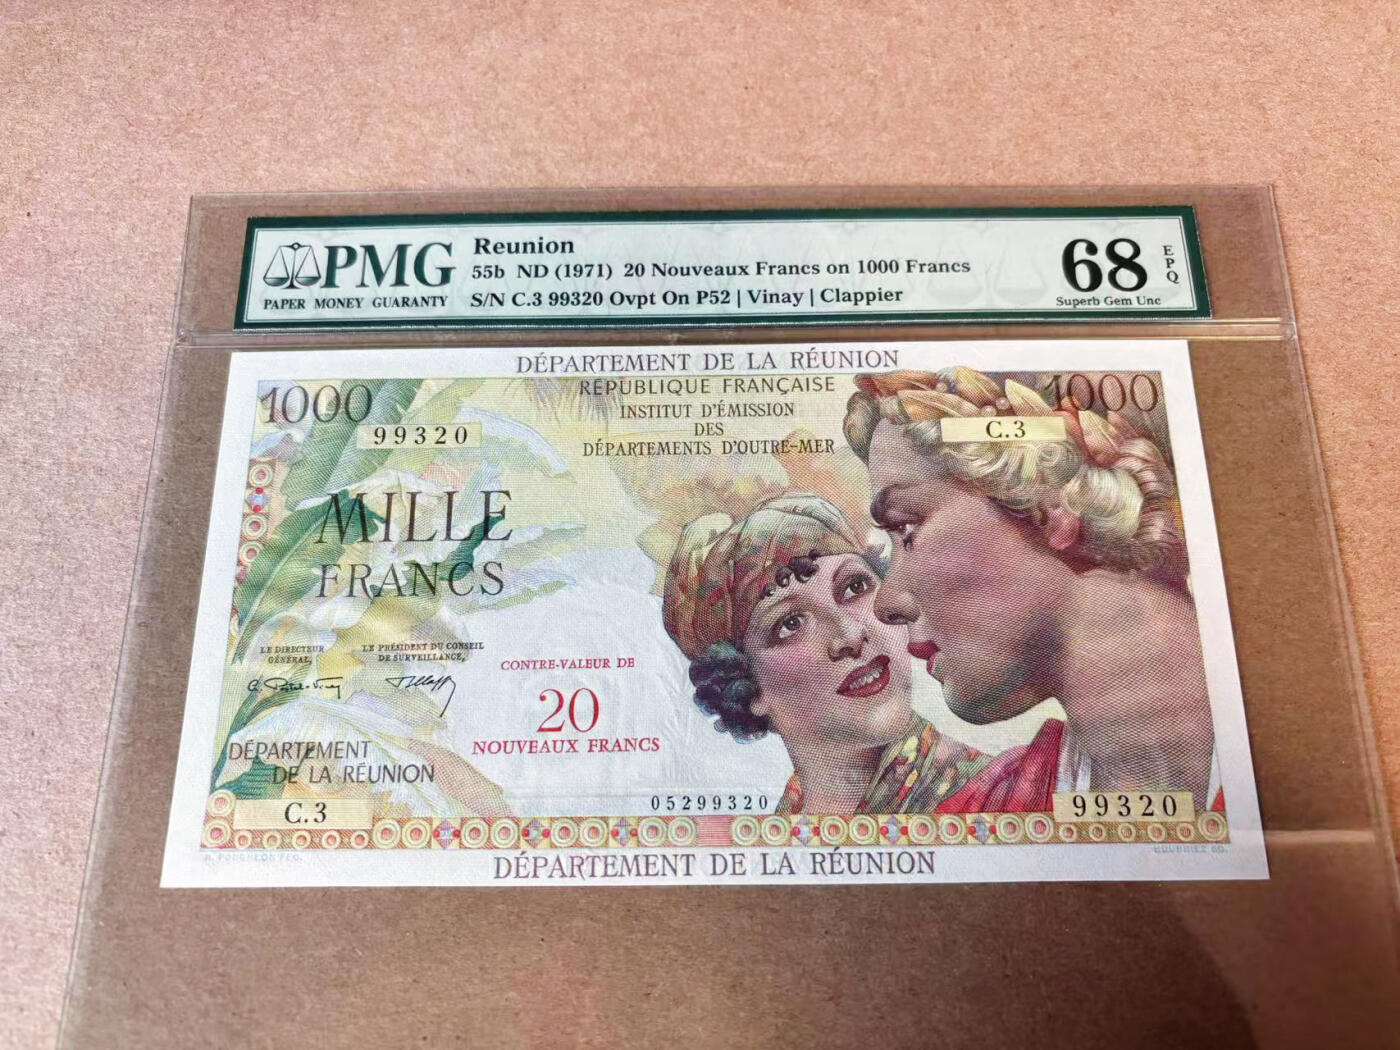 PMG
PAPER MONEY GUARANTY
Reunion
55b ND (1971) 20 Nouveaux Francs on 1000 Francs
S/N C.3 99320 Ovpt On P52 | Vinay | Clappier
68
EPQ
Superb Gem Unc
DÉPARTEMENT DE LA RÉUNION
1000
RÉPUBLIQUE FRANÇAISE
1000
INSTITUT D'ÉMISSION
DES
DÉPARTEMENTS D'OUTRE-MER
99320
C.3
MILLE
FRANCS
LE DIRECTEUR
GÉNÉRAL,
LE PRÉSIDENT DU CONSEIL
DE SURVEILLANCE,
CONTRE-VALEUR DE
20
NOUVEAUX FRANCS
DÉPARTEMENT
DE LA RÉUNION
C.3
05299320
99320
DÉPARTEMENT DE LA RÉUNION